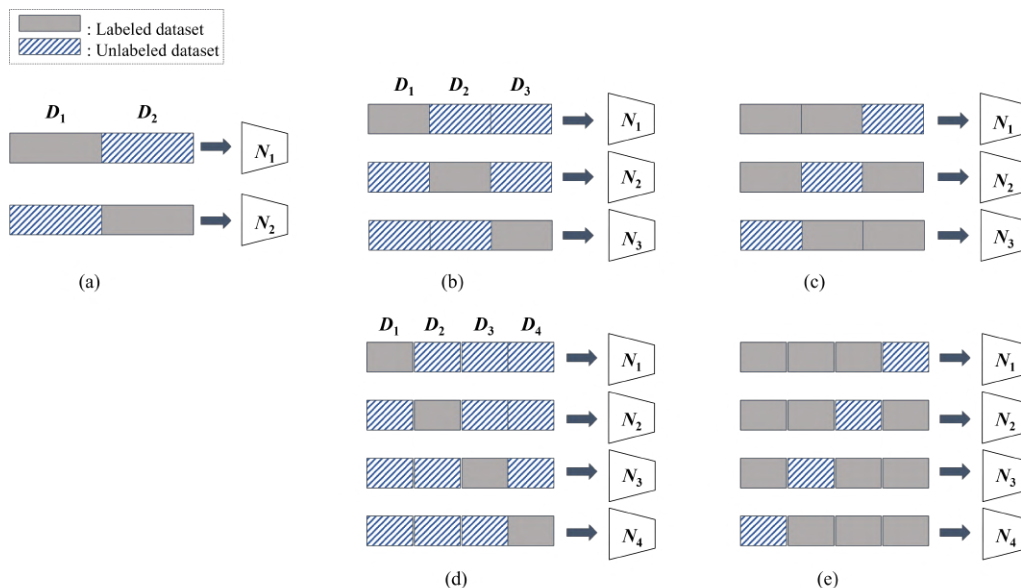 : Labeled dataset
: Unlabeled dataset
D1 D2
N1
N2
(a)
D1 D2 D3
N1
N2
N3
(b)
N1
N2
N3
(c)
D1 D2 D3 D4
N1
N2
N3
N4
(d)
N1
N2
N3
N4
(e)